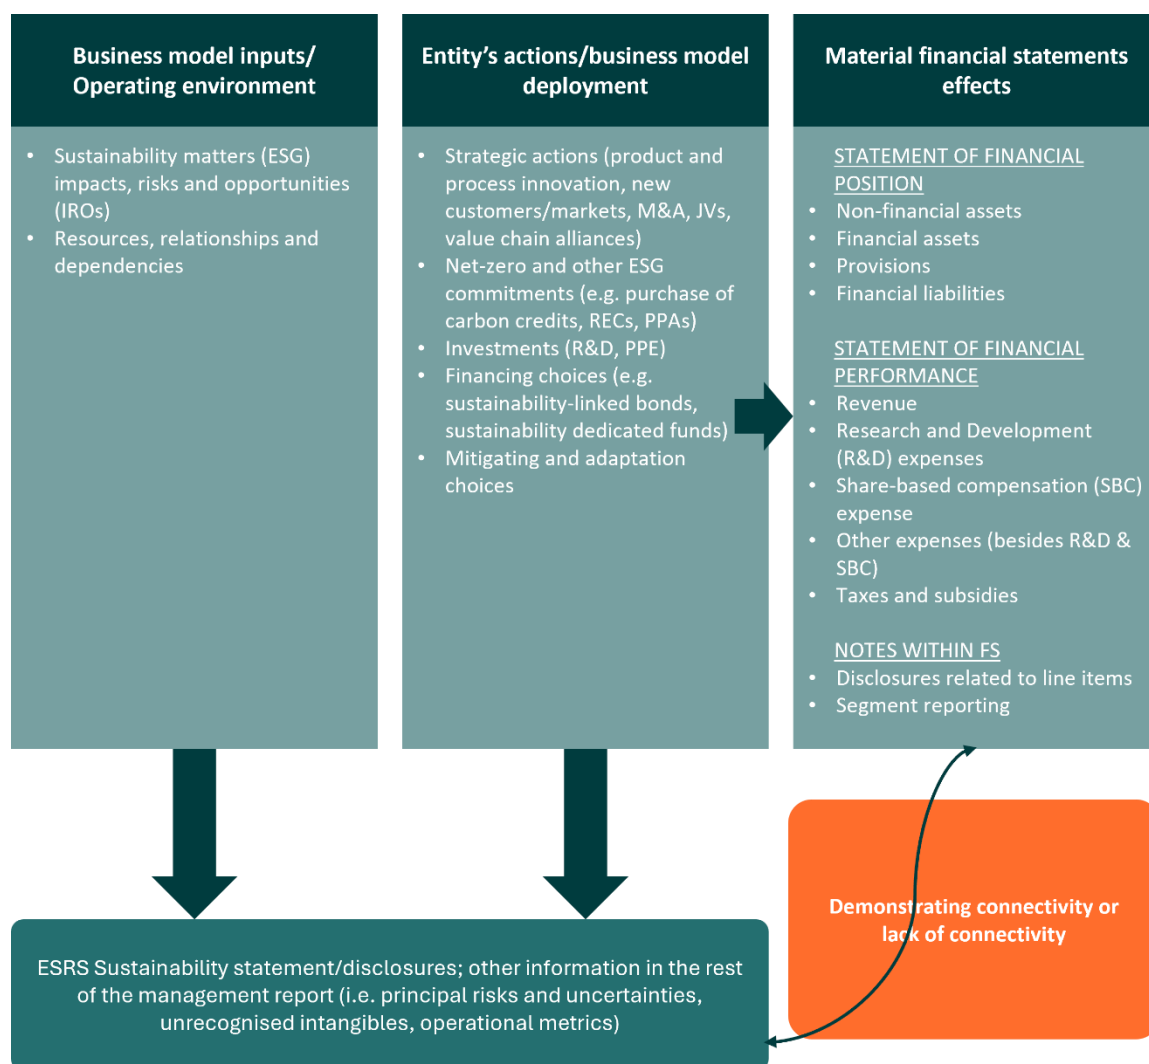 Business model inputs/
Operating environment
• Sustainability matters (ESG)
impacts, risks and opportunities
(IROs)
• Resources, relationships and
dependencies
Entity’s actions/business model
deployment
• Strategic actions (product and
process innovation, new
customers/markets, M&A, JVs,
value chain alliances)
• Net-zero and other ESG
commitments (e.g. purchase of
carbon credits, RECs, PPAs)
• Investments (R&D, PPE)
• Financing choices (e.g.
sustainability-linked bonds,
sustainability dedicated funds)
• Mitigating and adaptation
choices
Material financial statements
effects
STATEMENT OF FINANCIAL
POSITION
• Non-financial assets
• Financial assets
• Provisions
• Financial liabilities
STATEMENT OF FINANCIAL
PERFORMANCE
• Revenue
• Research and Development
(R&D) expenses
• Share-based compensation (SBC)
expense
• Other expenses (besides R&D &
SBC)
• Taxes and subsidies
NOTES WITHIN FS
• Disclosures related to line items
• Segment reporting
Demonstrating connectivity or
lack of connectivity
ESRS Sustainability statement/disclosures; other information in the rest
of the management report (i.e. principal risks and uncertainties,
unrecognised intangibles, operational metrics)